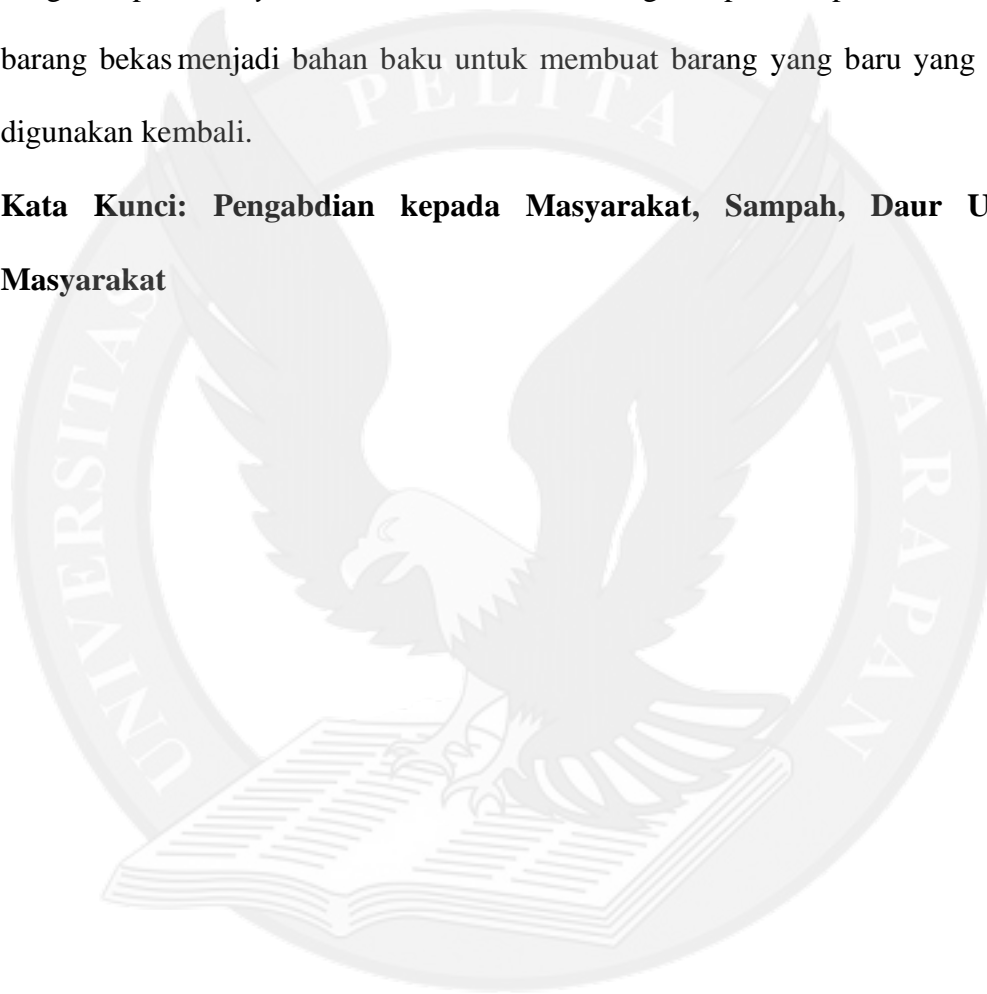 barang bekas menjadi bahan baku untuk membuat barang yang baru yang
digunakan kembali.
Kata Kunci: Pengabdian kepada Masyarakat, Sampah, Daur U
Masyarakat
UNIVERSITAS PELITA HARAPAN